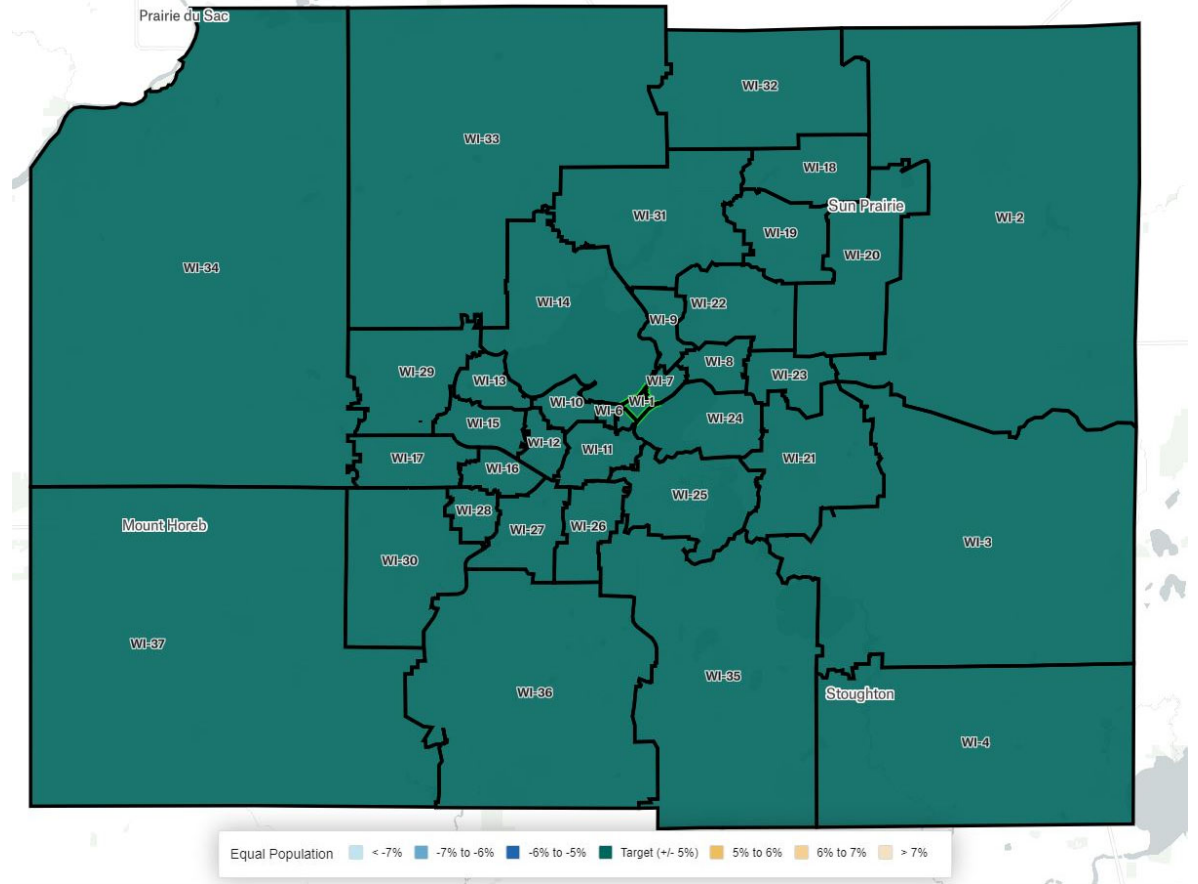 Prairie du Sac
WI-32
WI-33
WI-18
Sun Prairie
WI-31
WI-2
WI-19
WI-20
WI-34
WI-14
WI-22
WI-9
WI-8
WI-29
WI-13
WI-7
WI-23
WI-10
WI-1
WI-6
WI-24
WI-15
WI-12
WI-11
WI-17
WI-21
WI-16
WI-25
WI-28
Mount Horeb
WI-27
WI-26
WI-3
WI-30
WI-37
WI-35
WI-36
Stoughton
WI-4
Equal Population < -7% -7% to -6% -6% to -5% Target (+/- 5%) 5% to 6% 6% to 7% > 7%